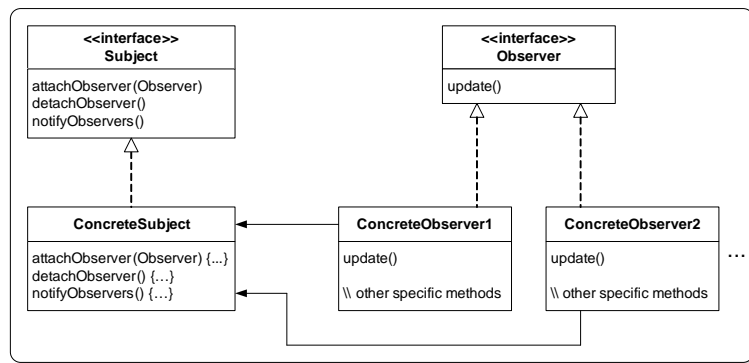 <<interface>>
Subject
attachObserver(Observer)
detachObserver()
notifyObservers()
<<interface>>
Observer
update()
ConcreteSubject
attachObserver(Observer) {...}
detachObserver() {…}
notifyObservers() {…}
ConcreteObserver1
update()
\\ other specific methods
ConcreteObserver2
update()
\\ other specific methods
...